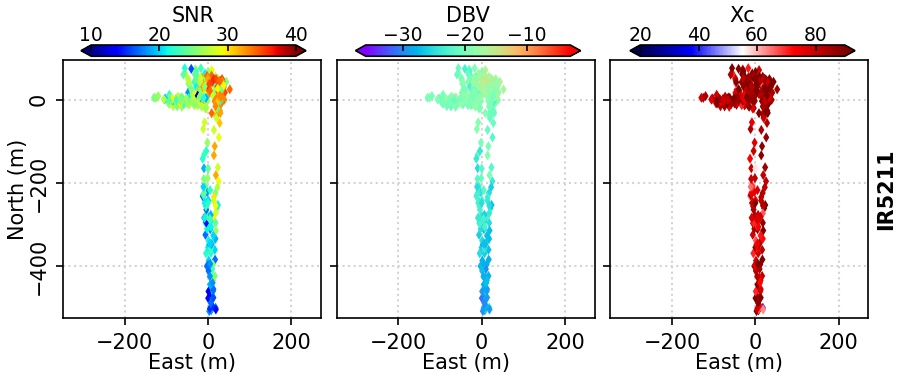 SNR DBV Xc
10 20 30 40 −30 −20 −10 20 40 60 80
0
−200
−400
North (m)
IR5211
−200 0 200 −200 0 200 −200 0 200
East (m) East (m) East (m)